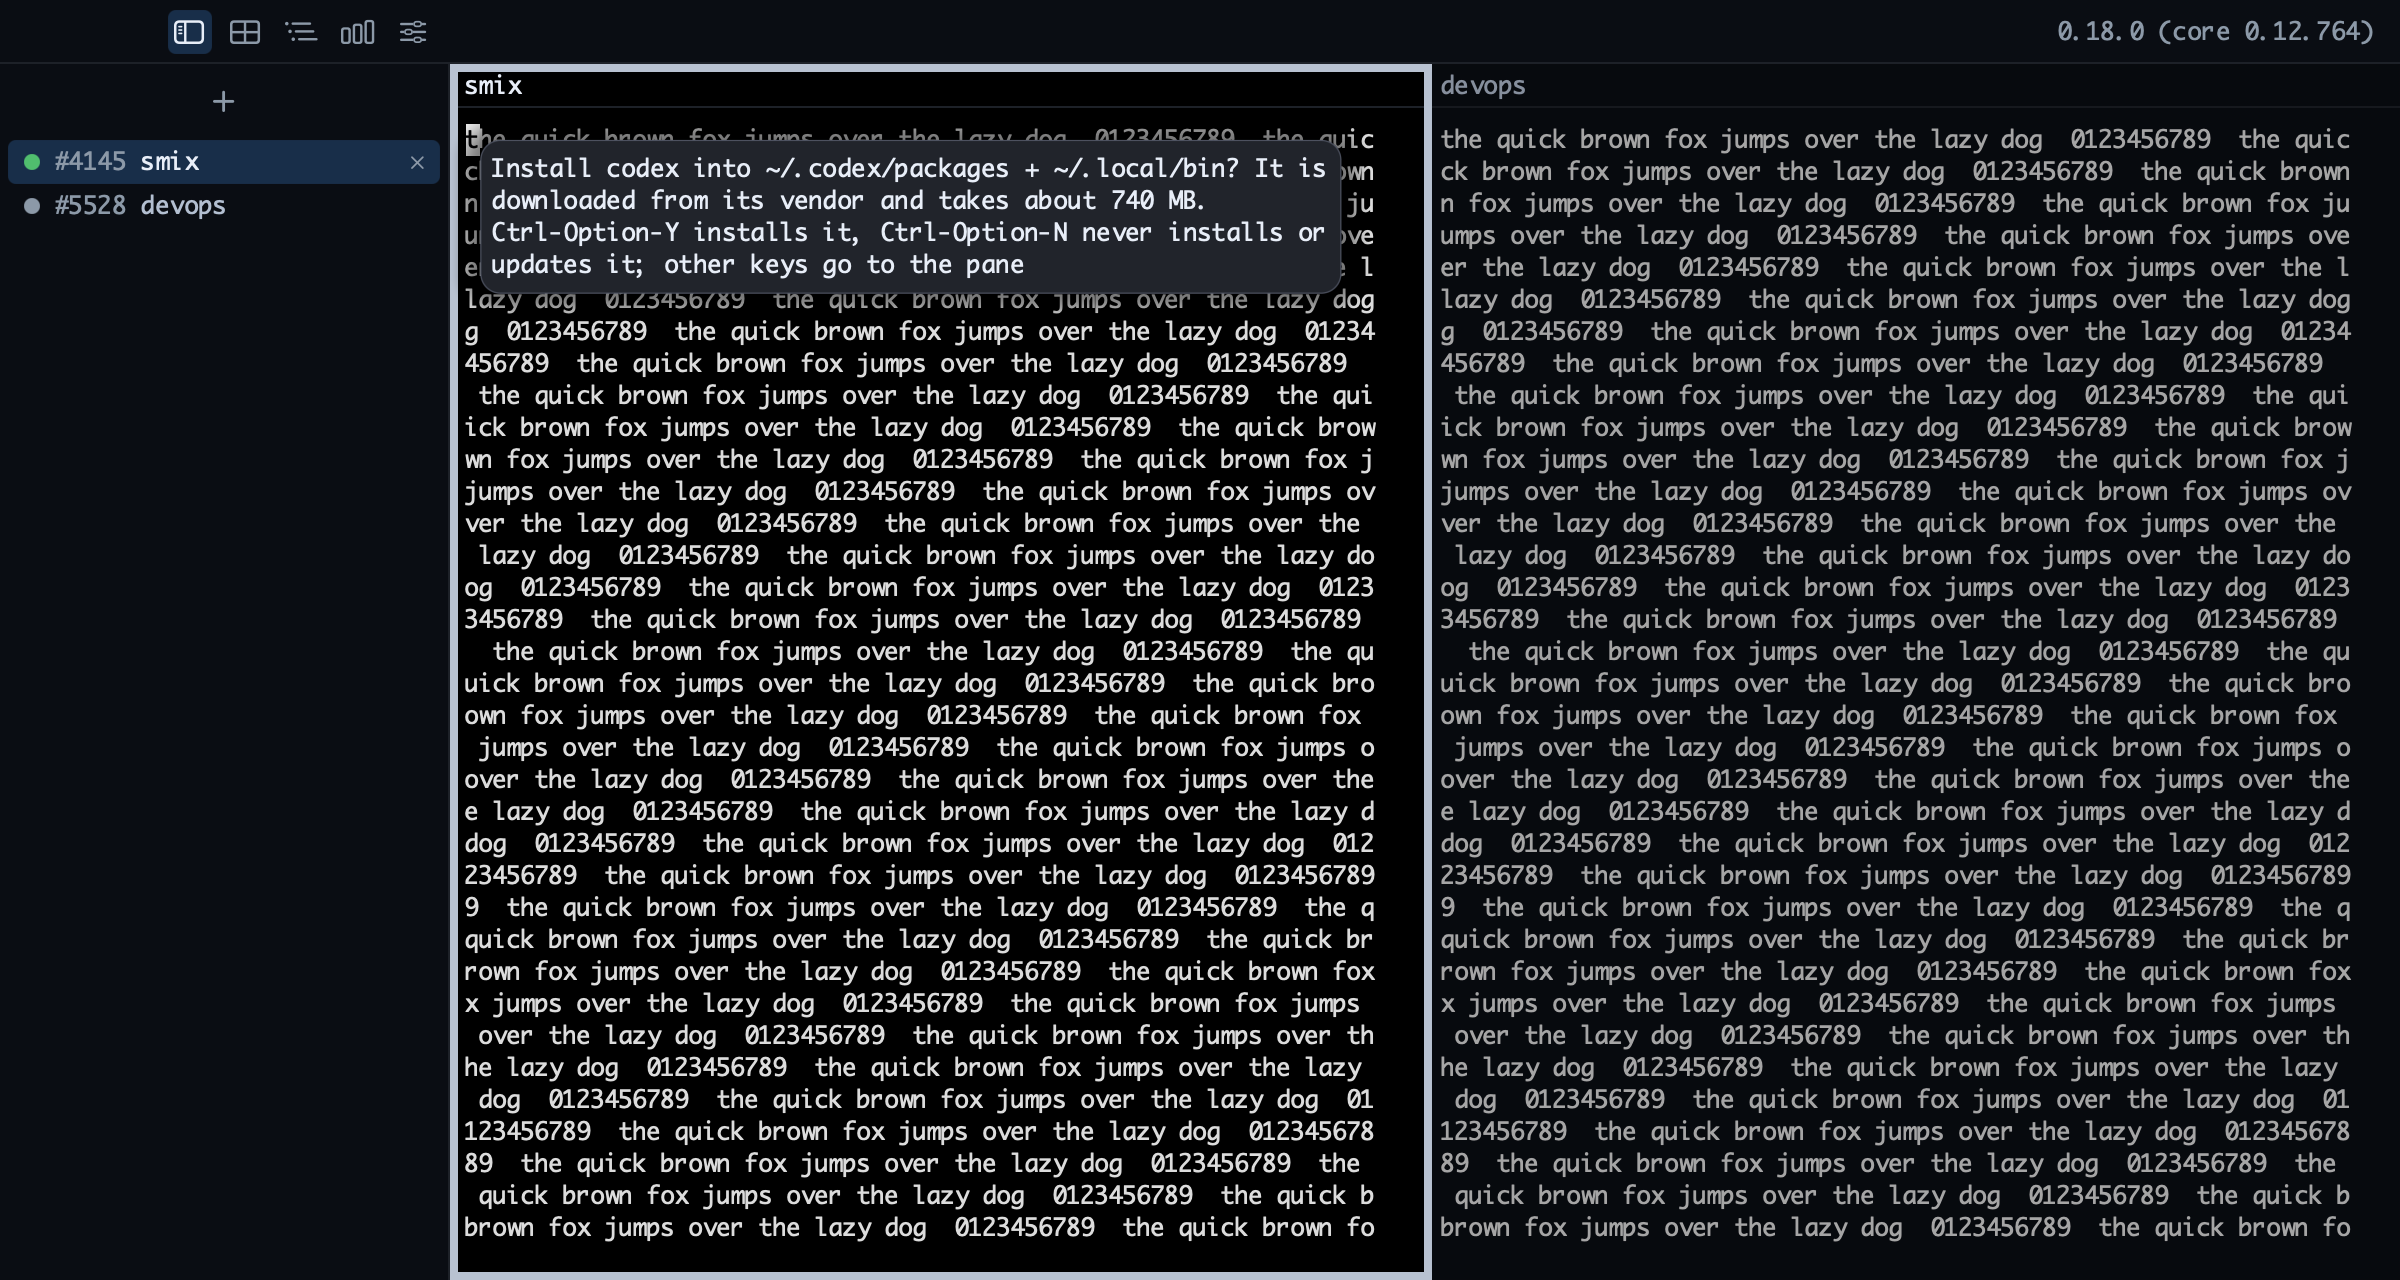 0.18.0 (core 0.12.764)
+
#4145 smix ×
#5528 devops
smix
the quick brown fox jumps over the lazy dog  0123456789  the quic
Install codex into ~/.codex/packages + ~/.local/bin? It is
downloaded from its vendor and takes about 740 MB.
Ctrl-Option-Y installs it, Ctrl-Option-N never installs or
updates it; other keys go to the pane
lazy dog  0123456789  the quick brown fox jumps over the lazy dog
g  0123456789  the quick brown fox jumps over the lazy dog  01234
456789  the quick brown fox jumps over the lazy dog  0123456789
 the quick brown fox jumps over the lazy dog  0123456789  the qui
ick brown fox jumps over the lazy dog  0123456789  the quick brow
wn fox jumps over the lazy dog  0123456789  the quick brown fox j
jumps over the lazy dog  0123456789  the quick brown fox jumps ov
ver the lazy dog  0123456789  the quick brown fox jumps over the
 lazy dog  0123456789  the quick brown fox jumps over the lazy do
og  0123456789  the quick brown fox jumps over the lazy dog  0123
3456789  the quick brown fox jumps over the lazy dog  0123456789
  the quick brown fox jumps over the lazy dog  0123456789  the qu
uick brown fox jumps over the lazy dog  0123456789  the quick bro
own fox jumps over the lazy dog  0123456789  the quick brown fox
 jumps over the lazy dog  0123456789  the quick brown fox jumps o
over the lazy dog  0123456789  the quick brown fox jumps over the
e lazy dog  0123456789  the quick brown fox jumps over the lazy d
dog  0123456789  the quick brown fox jumps over the lazy dog  012
23456789  the quick brown fox jumps over the lazy dog  0123456789
9  the quick brown fox jumps over the lazy dog  0123456789  the q
quick brown fox jumps over the lazy dog  0123456789  the quick br
rown fox jumps over the lazy dog  0123456789  the quick brown fox
x jumps over the lazy dog  0123456789  the quick brown fox jumps
 over the lazy dog  0123456789  the quick brown fox jumps over th
he lazy dog  0123456789  the quick brown fox jumps over the lazy
 dog  0123456789  the quick brown fox jumps over the lazy dog  01
123456789  the quick brown fox jumps over the lazy dog  012345678
89  the quick brown fox jumps over the lazy dog  0123456789  the
 quick brown fox jumps over the lazy dog  0123456789  the quick b
brown fox jumps over the lazy dog  0123456789  the quick brown fo
devops
the quick brown fox jumps over the lazy dog  0123456789  the quic
ck brown fox jumps over the lazy dog  0123456789  the quick brown
n fox jumps over the lazy dog  0123456789  the quick brown fox ju
umps over the lazy dog  0123456789  the quick brown fox jumps ove
er the lazy dog  0123456789  the quick brown fox jumps over the l
lazy dog  0123456789  the quick brown fox jumps over the lazy dog
g  0123456789  the quick brown fox jumps over the lazy dog  01234
456789  the quick brown fox jumps over the lazy dog  0123456789
 the quick brown fox jumps over the lazy dog  0123456789  the qui
ick brown fox jumps over the lazy dog  0123456789  the quick brow
wn fox jumps over the lazy dog  0123456789  the quick brown fox j
jumps over the lazy dog  0123456789  the quick brown fox jumps ov
ver the lazy dog  0123456789  the quick brown fox jumps over the
 lazy dog  0123456789  the quick brown fox jumps over the lazy do
og  0123456789  the quick brown fox jumps over the lazy dog  0123
3456789  the quick brown fox jumps over the lazy dog  0123456789
  the quick brown fox jumps over the lazy dog  0123456789  the qu
uick brown fox jumps over the lazy dog  0123456789  the quick bro
own fox jumps over the lazy dog  0123456789  the quick brown fox
 jumps over the lazy dog  0123456789  the quick brown fox jumps o
over the lazy dog  0123456789  the quick brown fox jumps over the
e lazy dog  0123456789  the quick brown fox jumps over the lazy d
dog  0123456789  the quick brown fox jumps over the lazy dog  012
23456789  the quick brown fox jumps over the lazy dog  0123456789
9  the quick brown fox jumps over the lazy dog  0123456789  the q
quick brown fox jumps over the lazy dog  0123456789  the quick br
rown fox jumps over the lazy dog  0123456789  the quick brown fox
x jumps over the lazy dog  0123456789  the quick brown fox jumps
 over the lazy dog  0123456789  the quick brown fox jumps over th
he lazy dog  0123456789  the quick brown fox jumps over the lazy
 dog  0123456789  the quick brown fox jumps over the lazy dog  01
123456789  the quick brown fox jumps over the lazy dog  012345678
89  the quick brown fox jumps over the lazy dog  0123456789  the
 quick brown fox jumps over the lazy dog  0123456789  the quick b
brown fox jumps over the lazy dog  0123456789  the quick brown fo